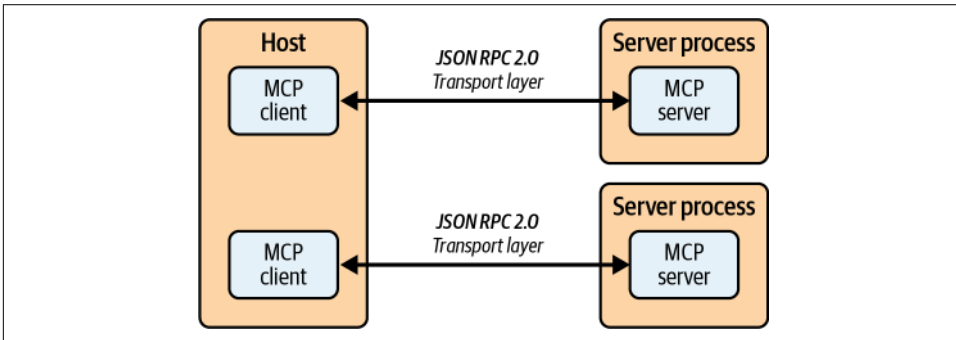 Host
MCP
client
JSON RPC 2.0
Transport layer
Server process
MCP
server
MCP
client
JSON RPC 2.0
Transport layer
Server process
MCP
server